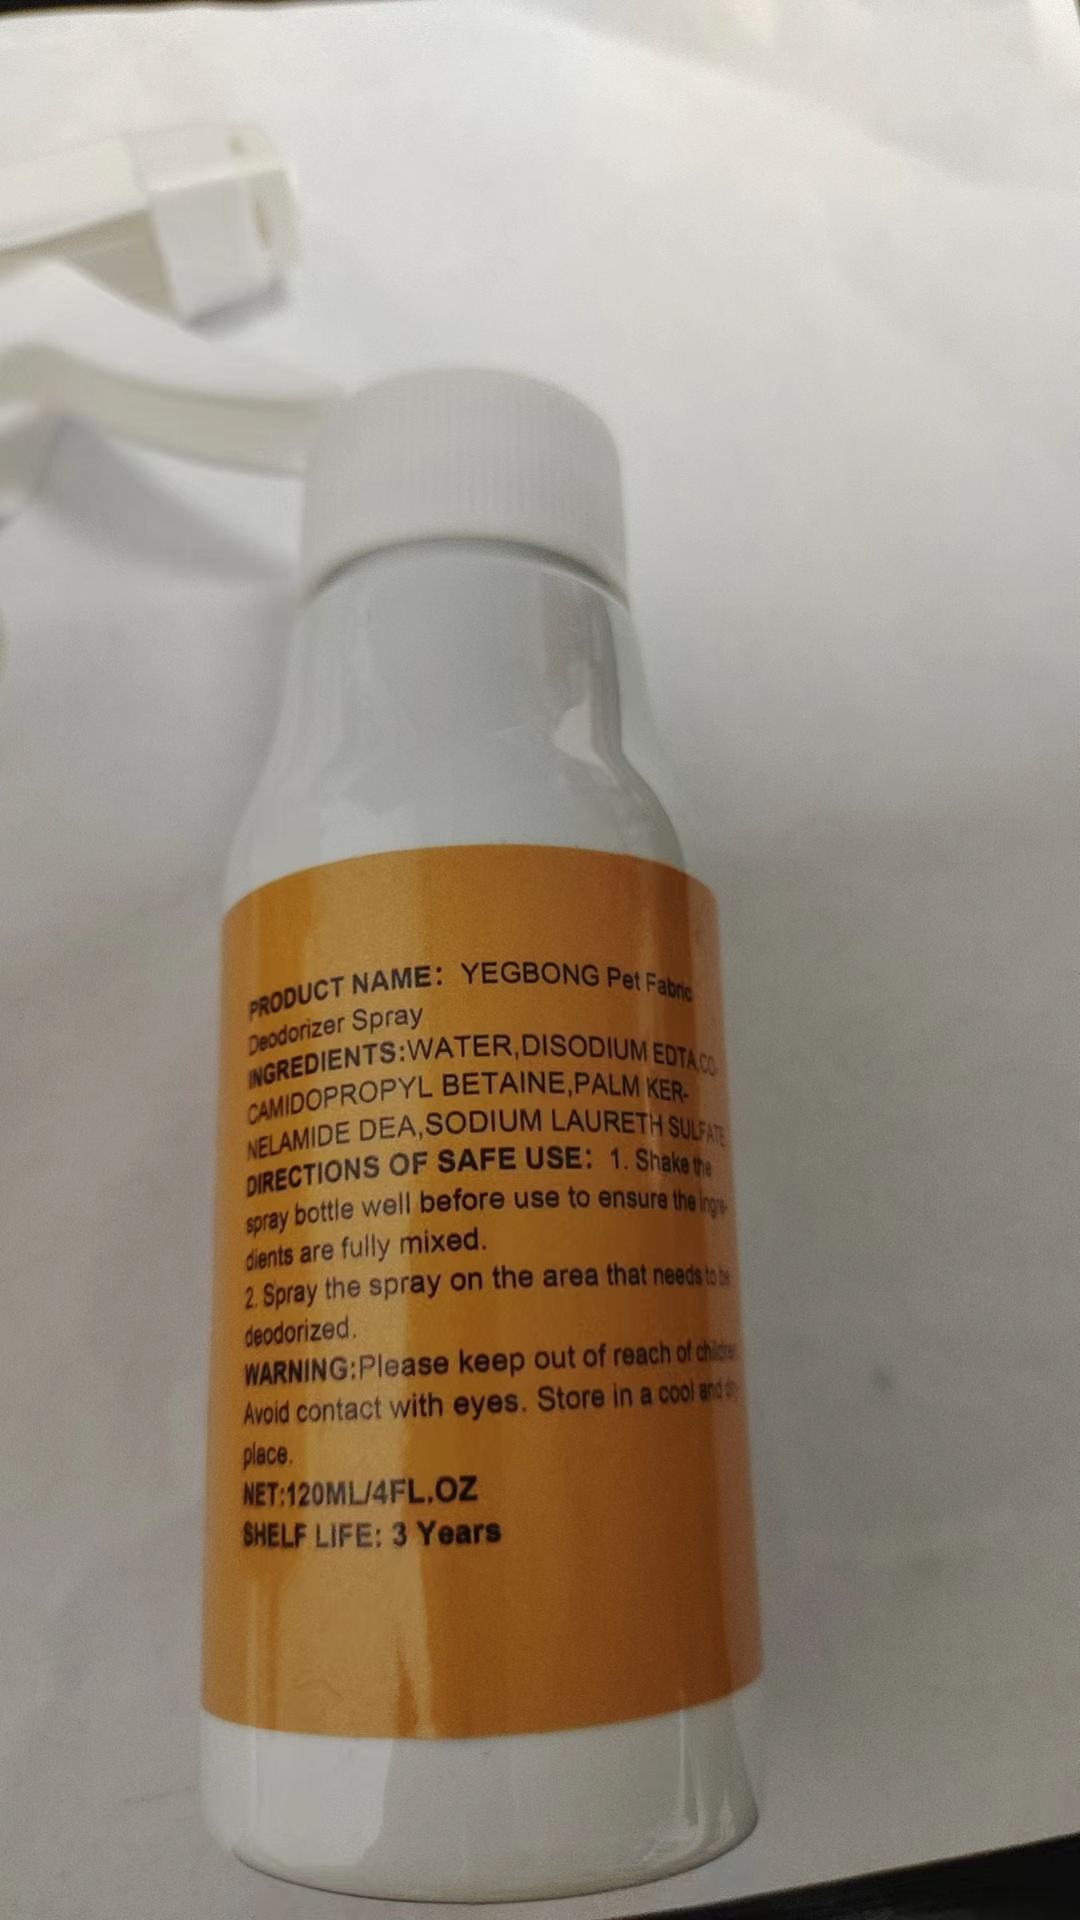 PRODUCT NAME: YEGBONG Pet Fabric
Deodorizer Spray
INGREDIENTS:WATER,DISODIUM EDTA,CO-
CAMIDOPROPYL BETAINE,PALM KER-
NELAMIDE DEA,SODIUM LAURETH SULFATE
DIRECTIONS OF SAFE USE: 1. Shake the
spray bottle well before use to ensure the ingre-
dients are fully mixed.
2. Spray the spray on the area that needs to be
deodorized.
WARNING:Please keep out of reach of children.
Avoid contact with eyes. Store in a cool and dry
place.
NET:120ML/4FL.OZ
SHELF LIFE: 3 Years